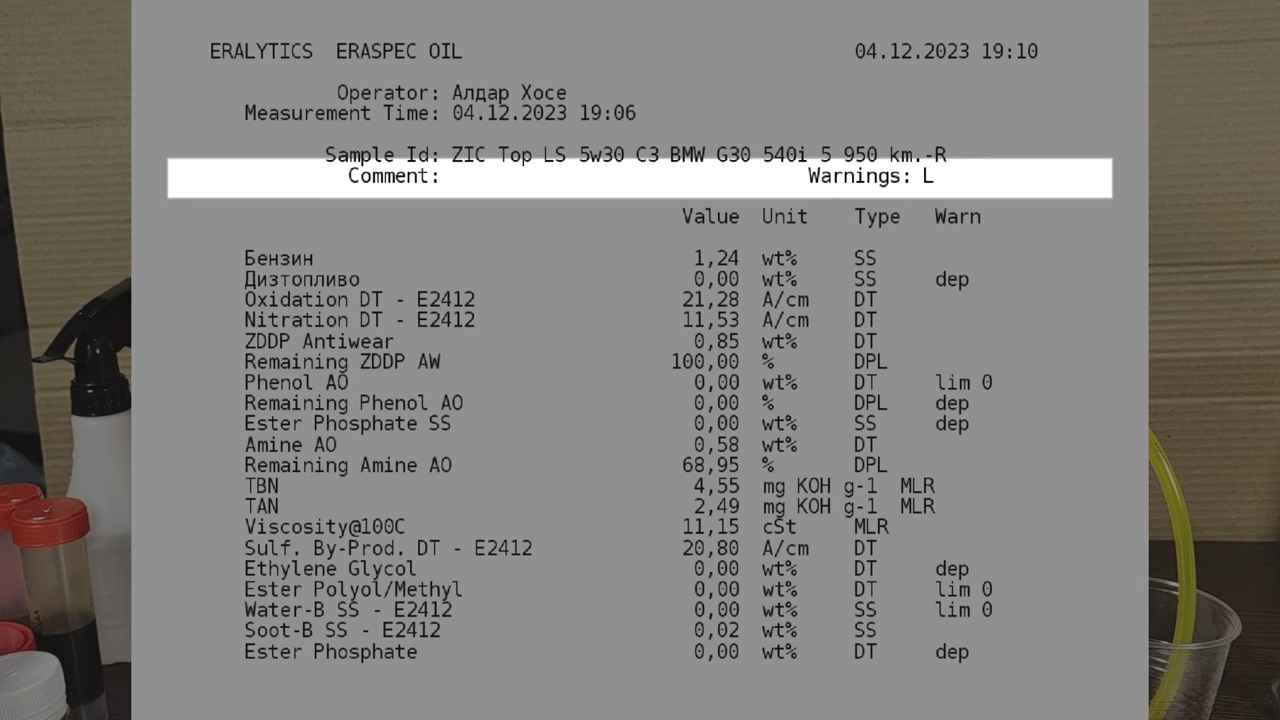 ERALYTICS ERASPEC OIL 04.12.2023 19:10
Operator: Алдар Хосе
Measurement Time: 04.12.2023 19:06
Sample Id: ZIC Top LS 5w30 C3 BMW G30 540i 5 950 km.-R
Comment: Warnings: L
Value Unit Type Warn
Бензин 1,24 wt% SS
Дизтопливо 0,00 wt% SS dep
Oxidation DT - E2412 21,28 A/cm DT
Nitration DT - E2412 11,53 A/cm DT
ZDDP Antiwear 0,85 wt% DT
Remaining ZDDP AW 100,00 % DPL
Phenol AO 0,00 wt% DT lim 0
Remaining Phenol AO 0,00 % DPL dep
Ester Phosphate SS 0,00 wt% SS dep
Amine AO 0,58 wt% DT
Remaining Amine AO 68,95 % DPL
TBN 4,55 mg KOH g-1 MLR
TAN 2,49 mg KOH g-1 MLR
Viscosity@100C 11,15 cSt MLR
Sulf. By-Prod. DT - E2412 20,80 A/cm DT
Ethylene Glycol 0,00 wt% DT dep
Ester Polyol/Methyl 0,00 wt% DT lim 0
Water-B SS - E2412 0,00 wt% SS lim 0
Soot-B SS - E2412 0,02 wt% SS
Ester Phosphate 0,00 wt% DT dep